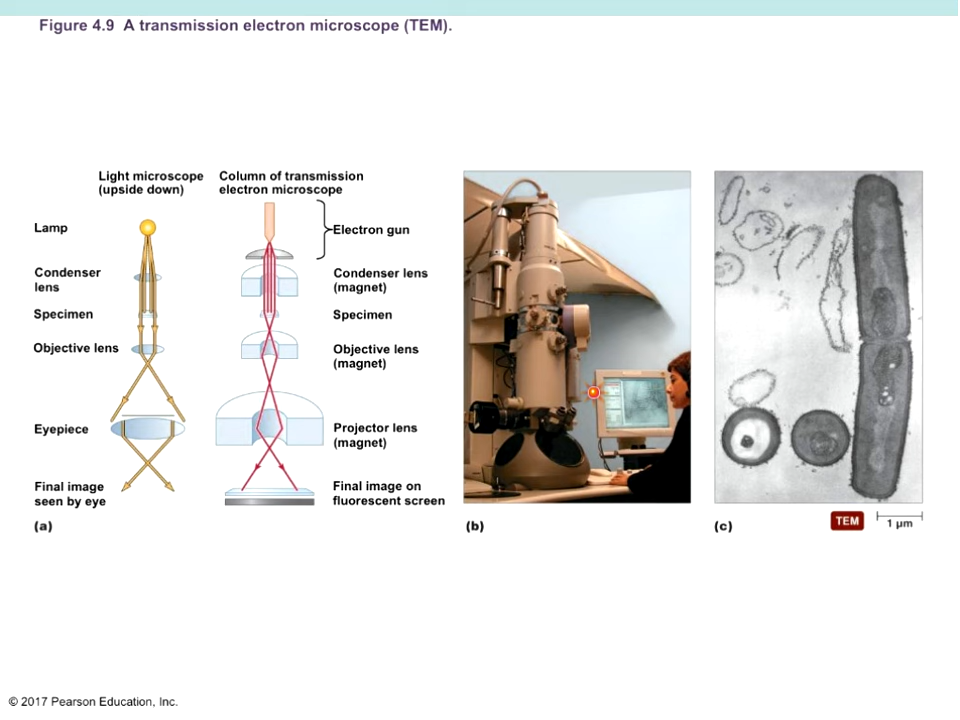 Figure 4.9 A transmission electron microscope (TEM).
Light microscope
(upside down)
Column of transmission
electron microscope
Lamp
Condenser
lens
Specimen
Objective lens
Eyepiece
Final image
seen by eye
Electron gun
Condenser lens
(magnet)
Specimen
Objective lens
(magnet)
Projector lens
(magnet)
Final image on
fluorescent screen
(a)
(b)
(c)
TEM
1 μm
© 2017 Pearson Education, Inc.